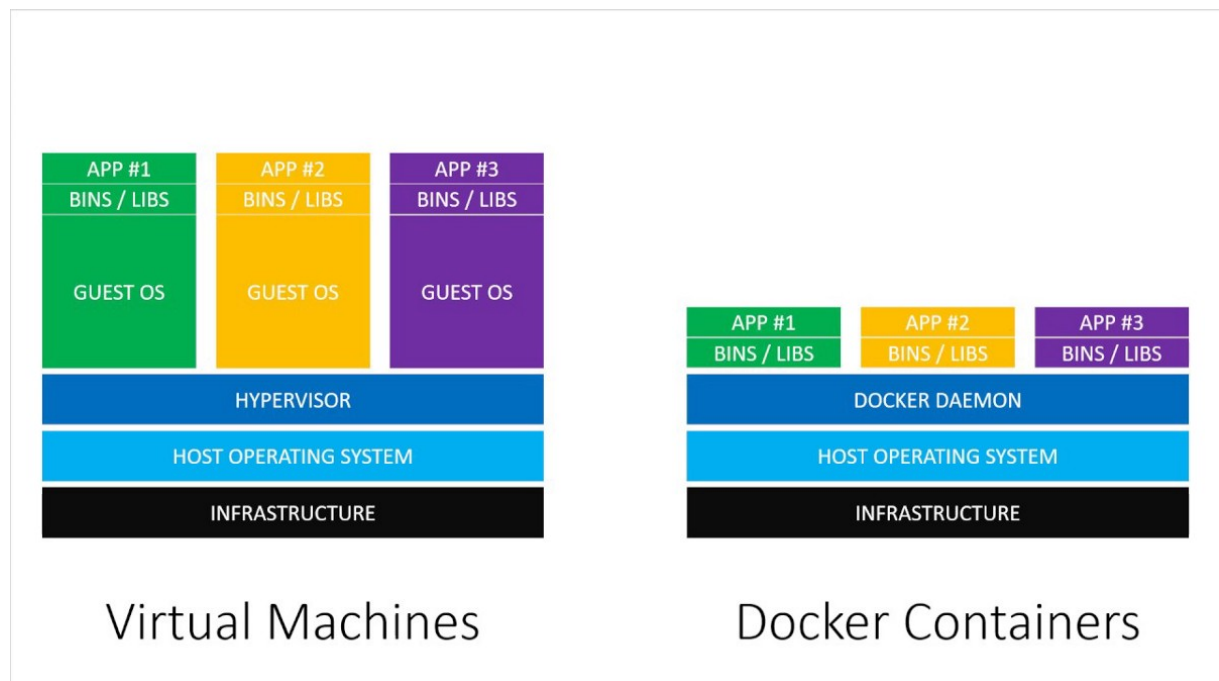 APP #1
BINS / LIBS
GUEST OS
APP #2
BINS / LIBS
GUEST OS
APP #3
BINS / LIBS
GUEST OS
HYPERVISOR
HOST OPERATING SYSTEM
INFRASTRUCTURE
Virtual Machines
APP #1
BINS / LIBS
APP #2
BINS / LIBS
APP #3
BINS / LIBS
DOCKER DAEMON
HOST OPERATING SYSTEM
INFRASTRUCTURE
Docker Containers